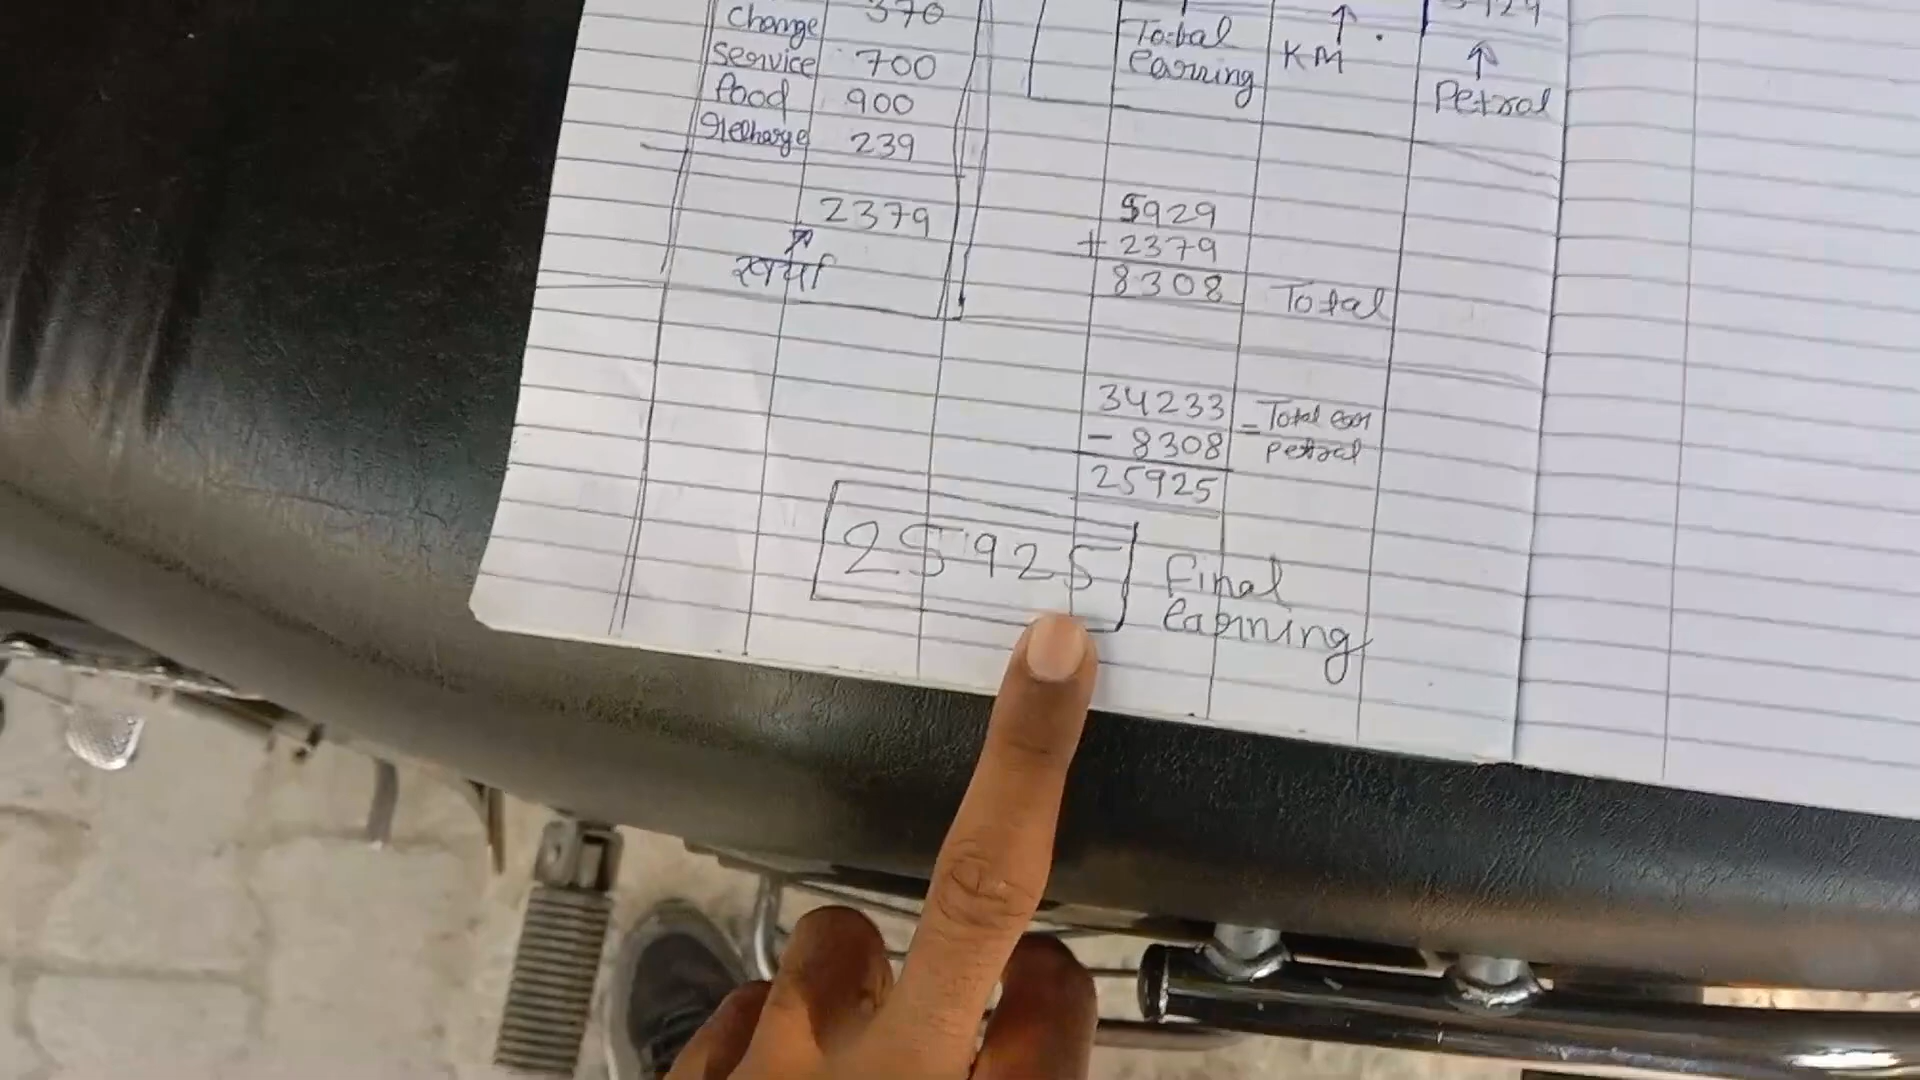 Change 370
Service 700
food 900
Recharge 239
2379
खर्चा
Total
earning
KM
Petrol
5929
+ 2379
8308 Total
34233 = Total ear
- 8308 petrol
25925
25925 Final
earning